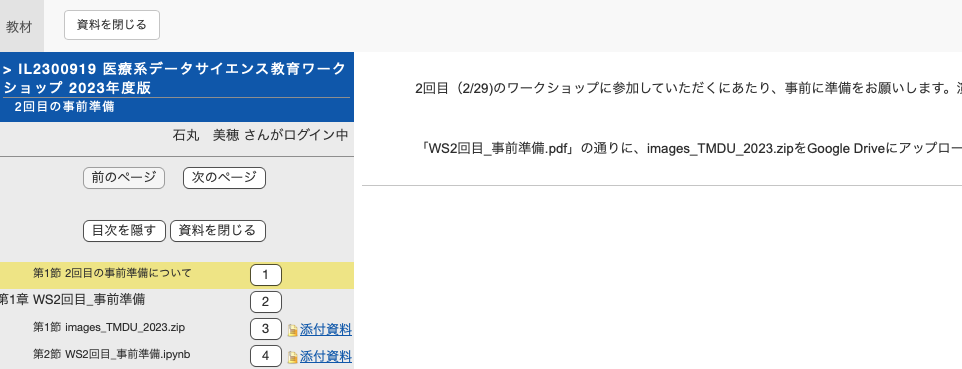 教材
資料を閉じる
> IL2300919 医療系データサイエンス教育ワーク
ショップ 2023年度版
2回目の事前準備
石丸 美穂 さんがログイン中
前のページ 次のページ
目次を隠す 資料を閉じる
第1節 2回目の事前準備について 1
第1章 WS2回目_事前準備 2
第1節 images_TMDU_2023.zip 3 添付資料
第2節 WS2回目_事前準備.ipynb 4 添付資料
2回目（2/29)のワークショップに参加していただくにあたり、事前に準備をお願いします。
「WS2回目_事前準備.pdf」の通りに、images_TMDU_2023.zipをGoogle Driveにアップロー